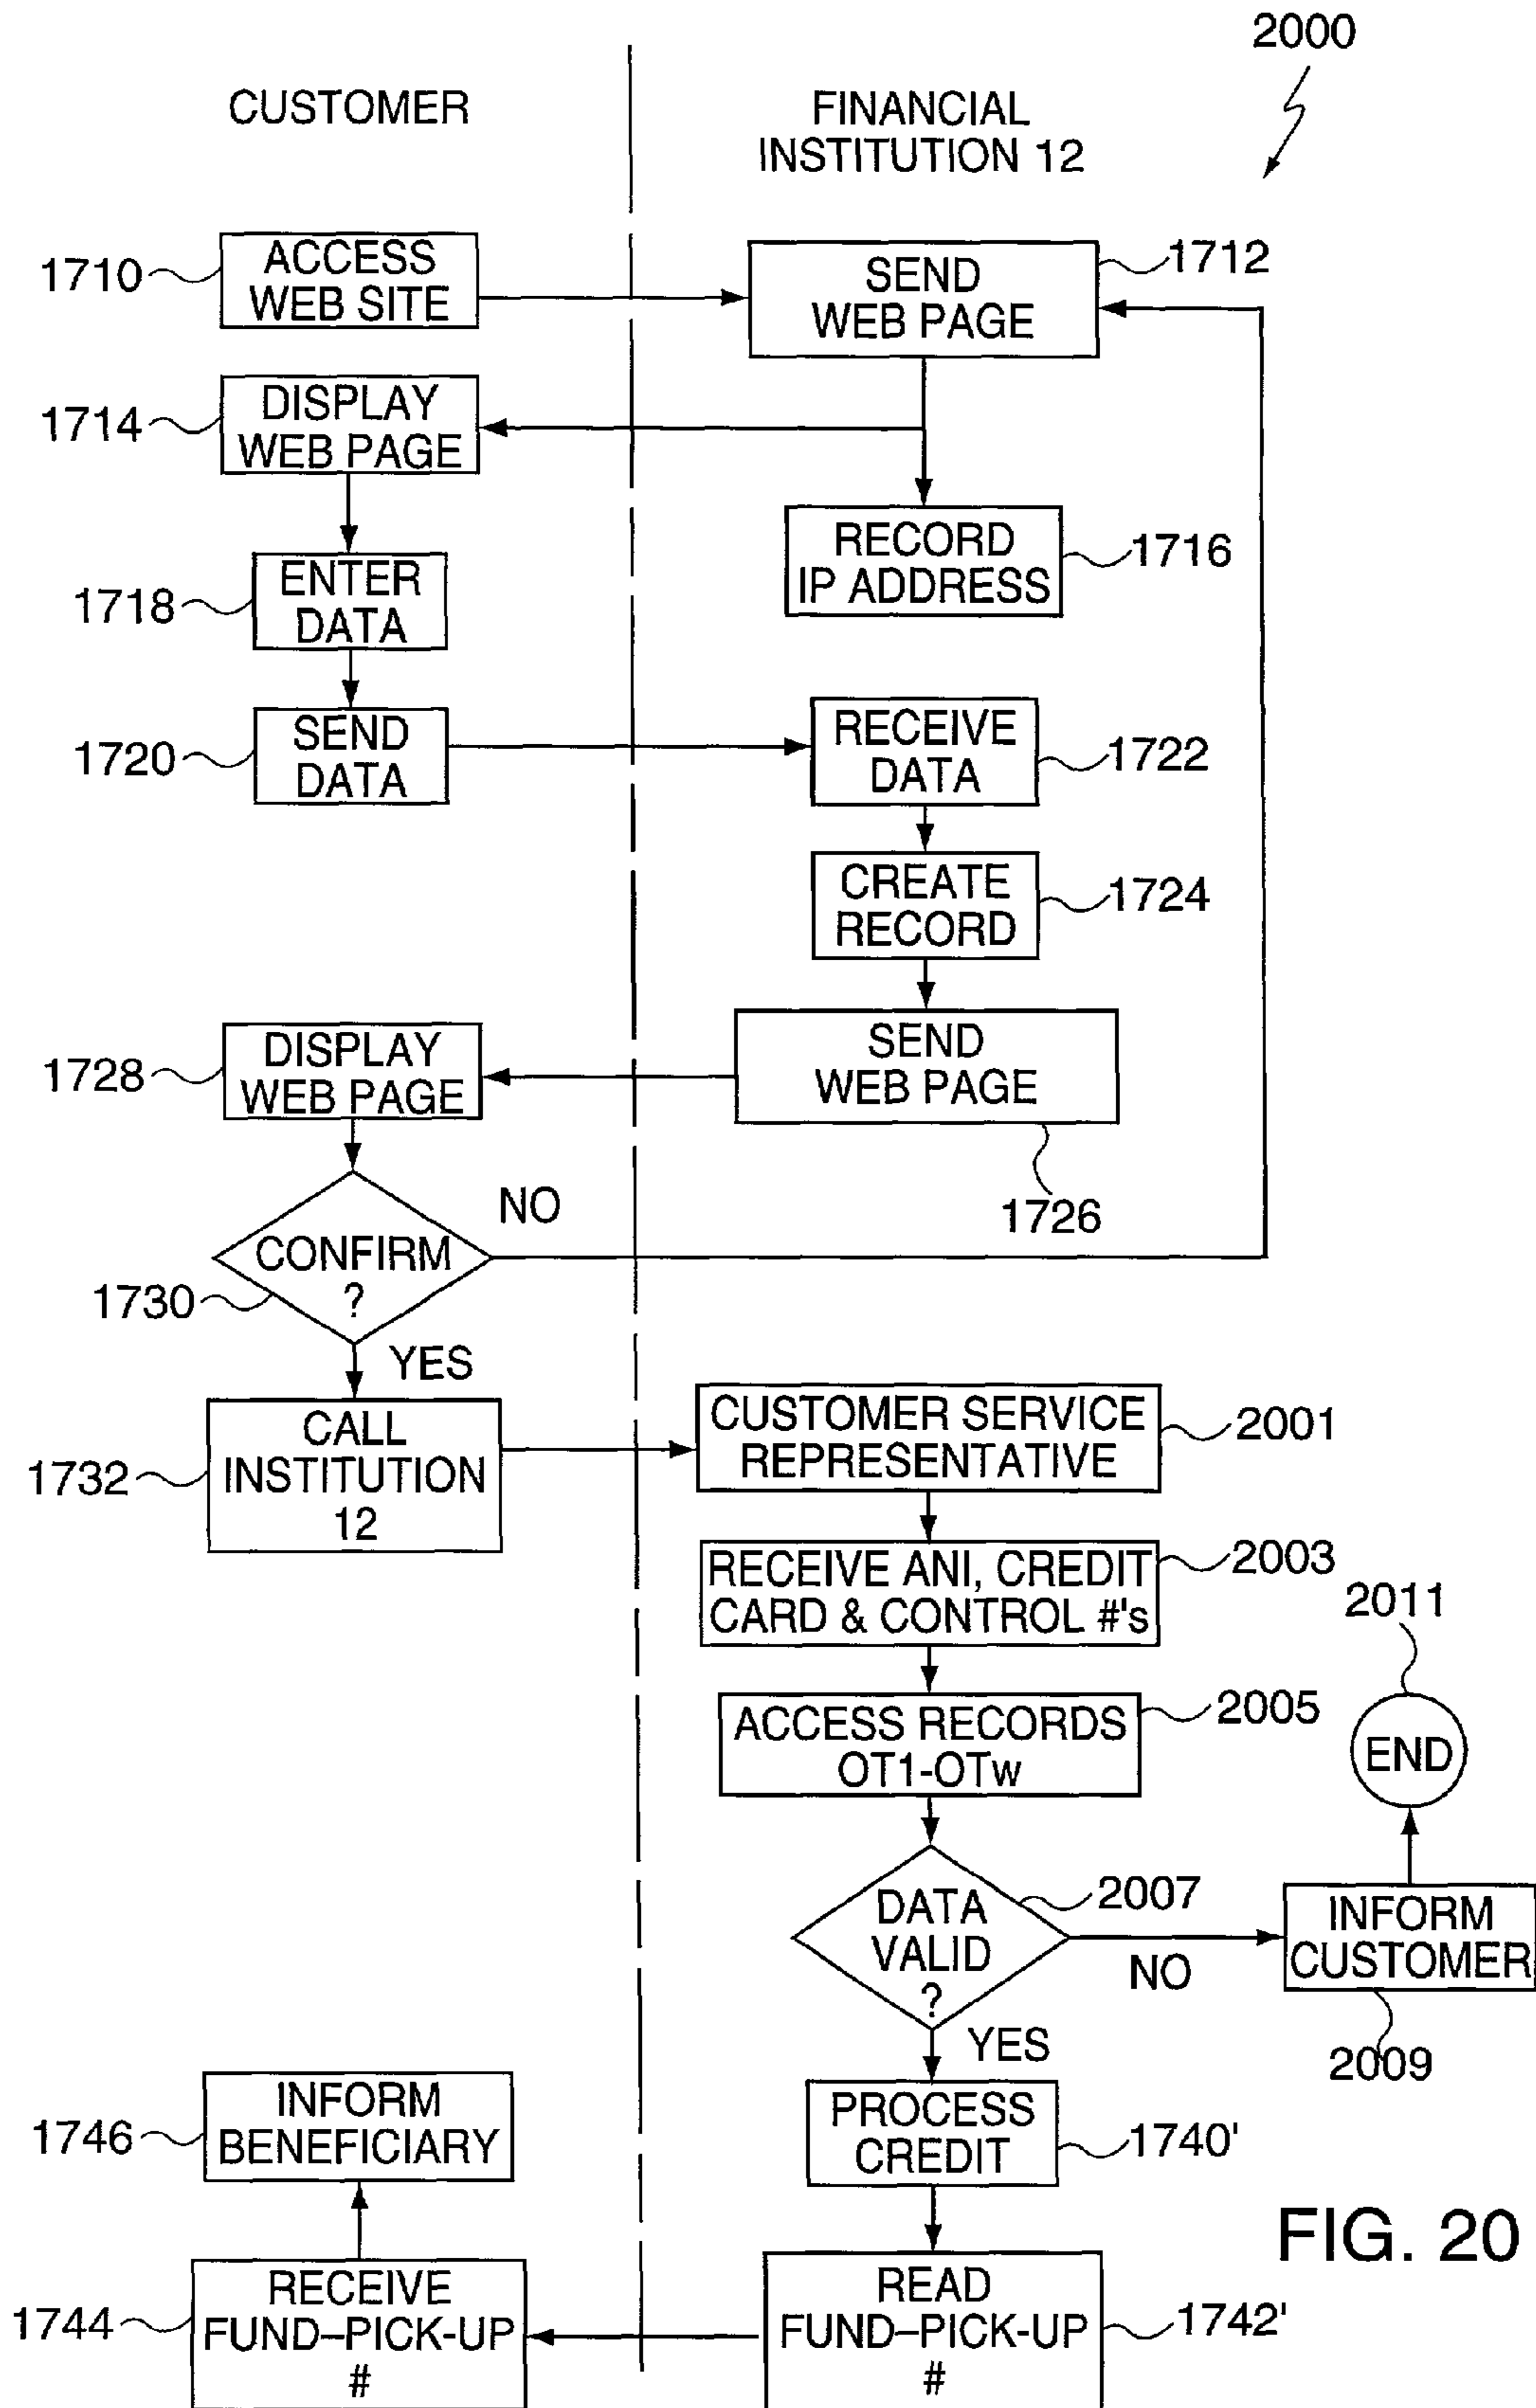 2000
CUSTOMER
FINANCIAL
INSTITUTION 12
1710
ACCESS
WEB SITE
SEND
WEB PAGE
1712
1714
DISPLAY
WEB PAGE
RECORD
IP ADDRESS
1716
1718
ENTER
DATA
1720
SEND
DATA
RECEIVE
DATA
1722
CREATE
RECORD
1724
1728
DISPLAY
WEB PAGE
SEND
WEB PAGE
1726
NO
CONFIRM
?
1730
YES
1732
CALL
INSTITUTION
12
CUSTOMER SERVICE
REPRESENTATIVE
2001
RECEIVE ANI, CREDIT
CARD & CONTROL #'s
2003
2011
END
ACCESS RECORDS
OT1-OTw
2005
DATA
VALID
?
2007
NO
INFORM
CUSTOMER
2009
YES
1746
INFORM
BENEFICIARY
PROCESS
CREDIT
1740'
FIG. 20
1744
RECEIVE
FUND–PICK-UP
#
READ
FUND–PICK-UP
#
1742'